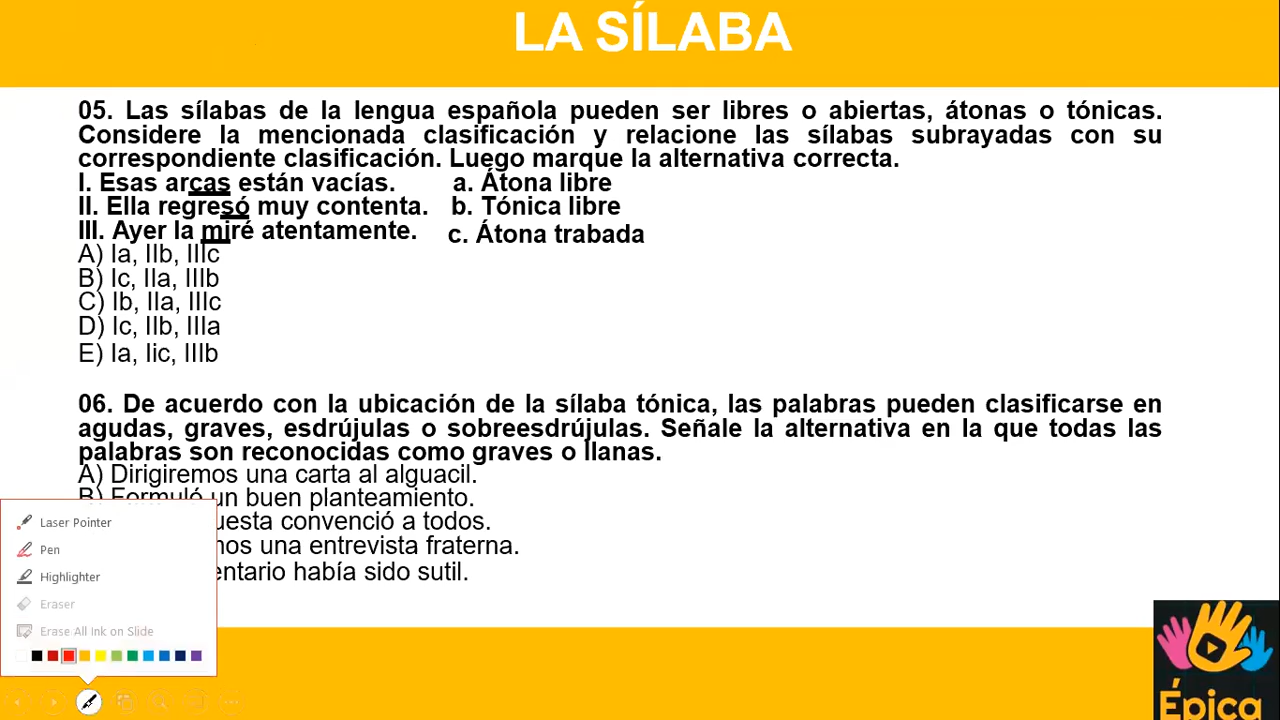 LA SÍLABA
05. Las sílabas de la lengua española pueden ser libres o abiertas, átonas o tónicas.
Considere la mencionada clasificación y relacione las sílabas subrayadas con su
correspondiente clasificación. Luego marque la alternativa correcta.
I. Esas arcas están vacías. a. Átona libre
II. Ella regresó muy contenta. b. Tónica libre
III. Ayer la miré atentamente. c. Átona trabada
A) Ia, IIb, IIIc
B) Ic, IIa, IIIb
C) Ib, IIa, IIIc
D) Ic, IIb, IIIa
E) Ia, Iic, IIIb
06. De acuerdo con la ubicación de la sílaba tónica, las palabras pueden clasificarse en
agudas, graves, esdrújulas o sobreesdrújulas. Señale la alternativa en la que todas las
palabras son reconocidas como graves o llanas.
A) Dirigiremos una carta al alguacil.
B) Formuló un buen planteamiento.
uesta convenció a todos.
nos una entrevista fraterna.
entario había sido sutil.
Laser Pointer
Pen
Highlighter
Eraser
Erase All Ink on Slide
Épica